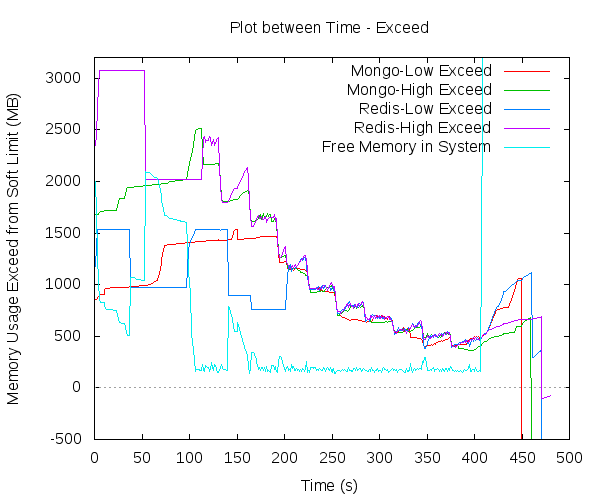 Plot between Time - Exceed
Memory Usage Exceed from Soft Limit (MB)
3000
2500
2000
1500
1000
500
0
-500
Mongo-Low Exceed
Mongo-High Exceed
Redis-Low Exceed
Redis-High Exceed
Free Memory in System
0 50 100 150 200 250 300 350 400 450 500
Time (s)